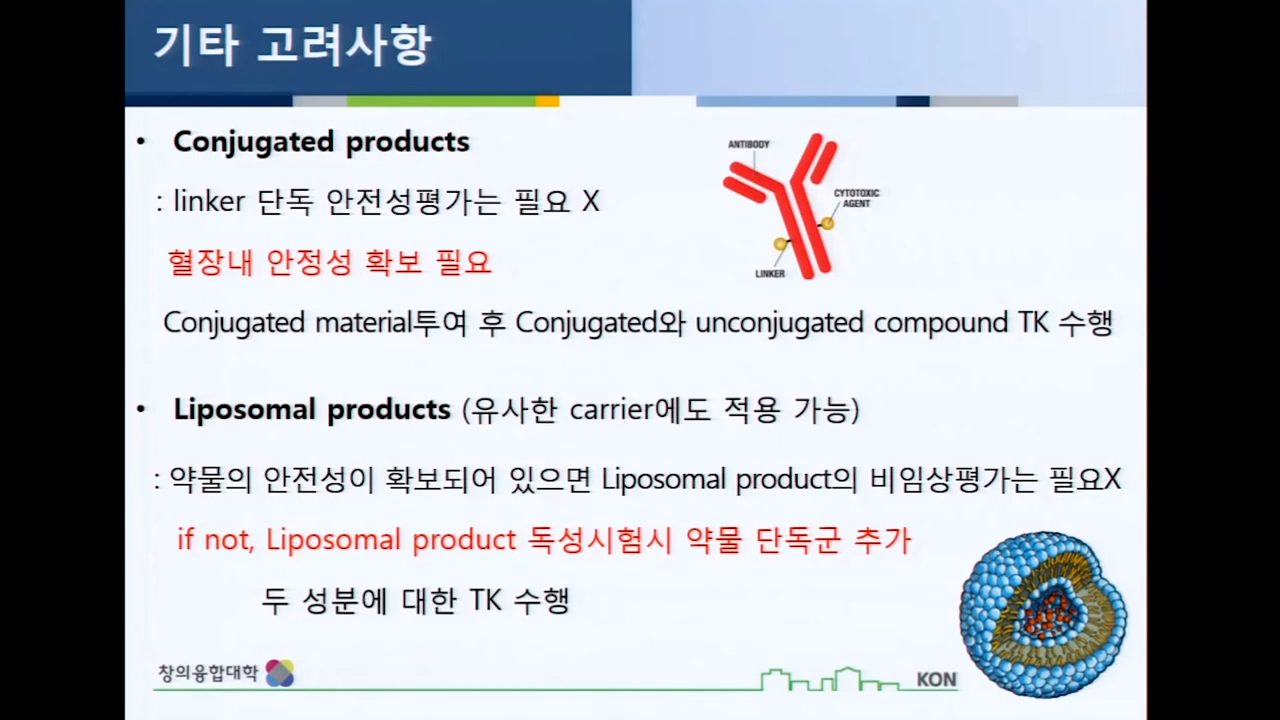 기타 고려사항
• Conjugated products
: linker 단독 안전성평가는 필요 X
혈장내 안정성 확보 필요
Conjugated material투여 후 Conjugated와 unconjugated compound TK 수행
ANTIBODY
CYTOTOXIC
AGENT
LINKER
• Liposomal products (유사한 carrier에도 적용 가능)
: 약물의 안전성이 확보되어 있으면 Liposomal product의 비임상평가는 필요X
if not, Liposomal product 독성시험시 약물 단독군 추가
두 성분에 대한 TK 수행
창의융합대학
KON